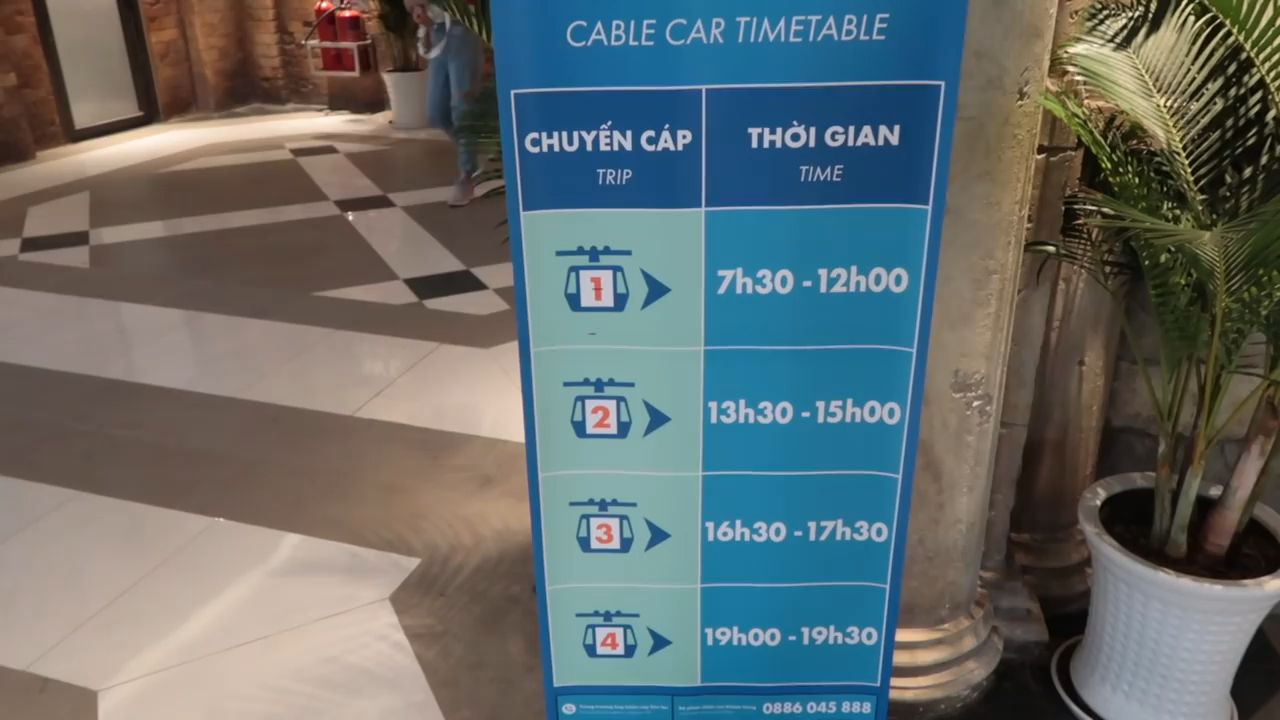 CABLE CAR TIMETABLE
CHUYẾN CÁP THỜI GIAN
TRIP TIME
1 7h30 - 12h00
2 13h30 - 15h00
3 16h30 - 17h30
4 19h00 - 19h30
0886 045 888